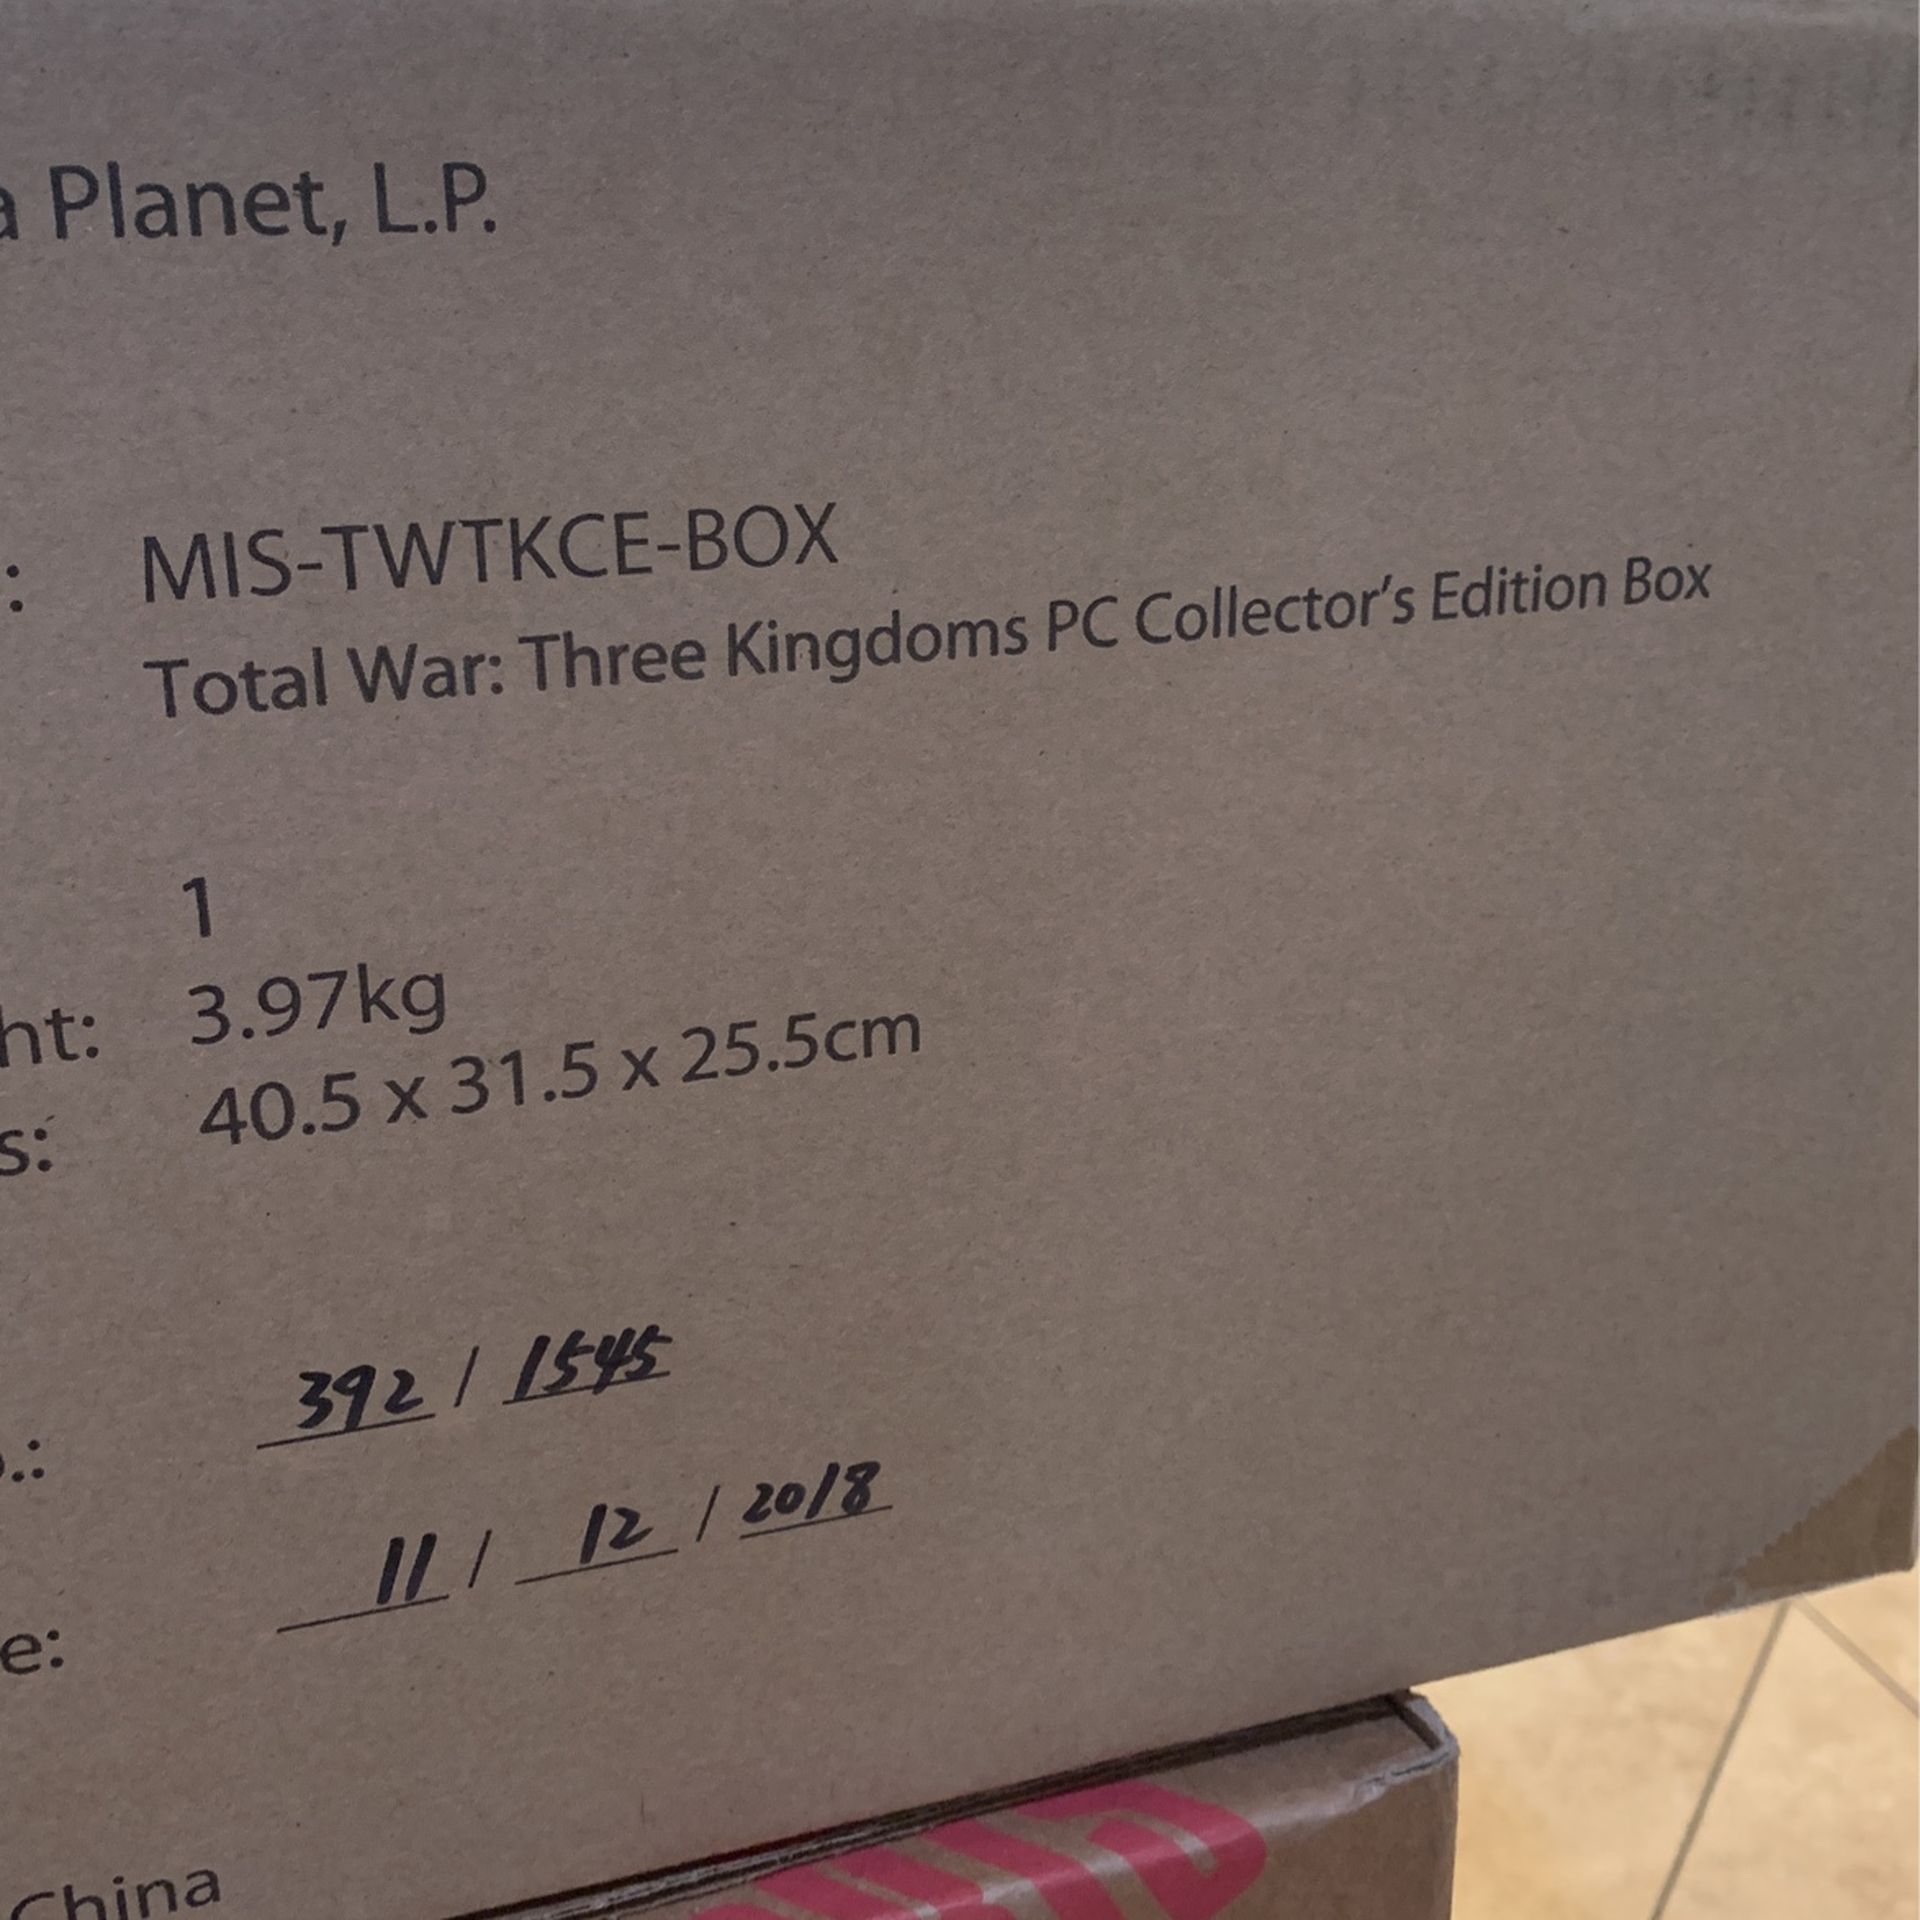 a Planet, L.P.
: MIS-TWTKCE-BOX
Total War: Three Kingdoms PC Collector's Edition Box
1
ht: 3.97kg
s: 40.5 x 31.5 x 25.5cm
.: 392 / 1545
e: 11 / 12 / 2018
China